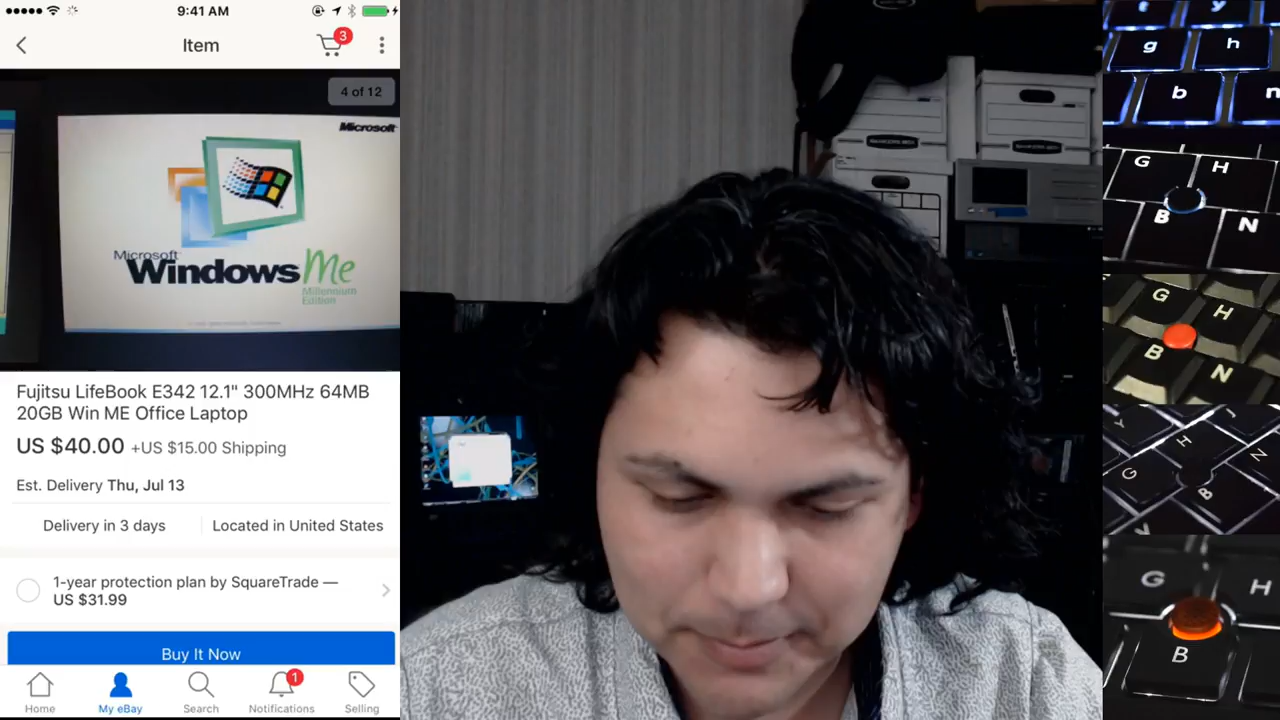 9:41 AM
Item
3
4 of 12
Microsoft
Microsoft
Windows Me
Millennium
Edition
Fujitsu LifeBook E342 12.1" 300MHz 64MB
20GB Win ME Office Laptop
US $40.00 +US $15.00 Shipping
Est. Delivery Thu, Jul 13
Delivery in 3 days
Located in United States
1-year protection plan by SquareTrade —
US $31.99
Buy It Now
1
Home
My eBay
Search
Notifications
Selling
t y
g h
b n
G H
B N
G H
B N
H
N
G
B
G H
B